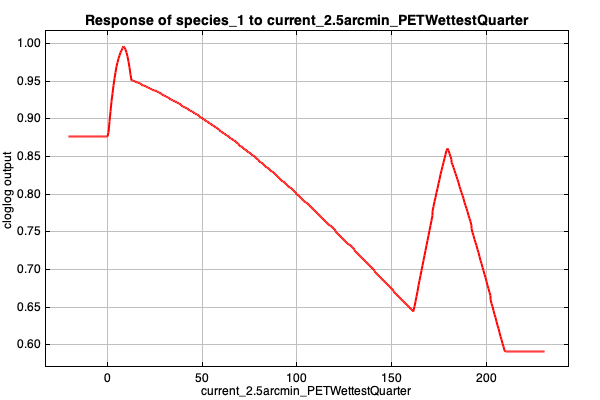 Response of species_1 to current_2.5arcmin_PETWettestQuarter
1.00
0.95
0.90
0.85
0.80
0.75
0.70
0.65
0.60
cloglog output
0 50 100 150 200
current_2.5arcmin_PETWettestQuarter